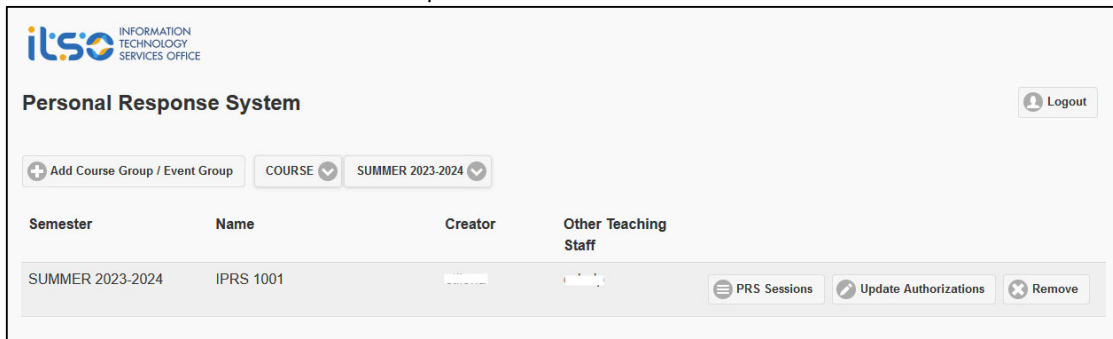 itso INFORMATION
TECHNOLOGY
SERVICES OFFICE
Personal Response System
Logout
Add Course Group / Event Group COURSE SUMMER 2023-2024
Semester Name Creator Other Teaching
Staff
SUMMER 2023-2024 IPRS 1001
PRS Sessions Update Authorizations Remove